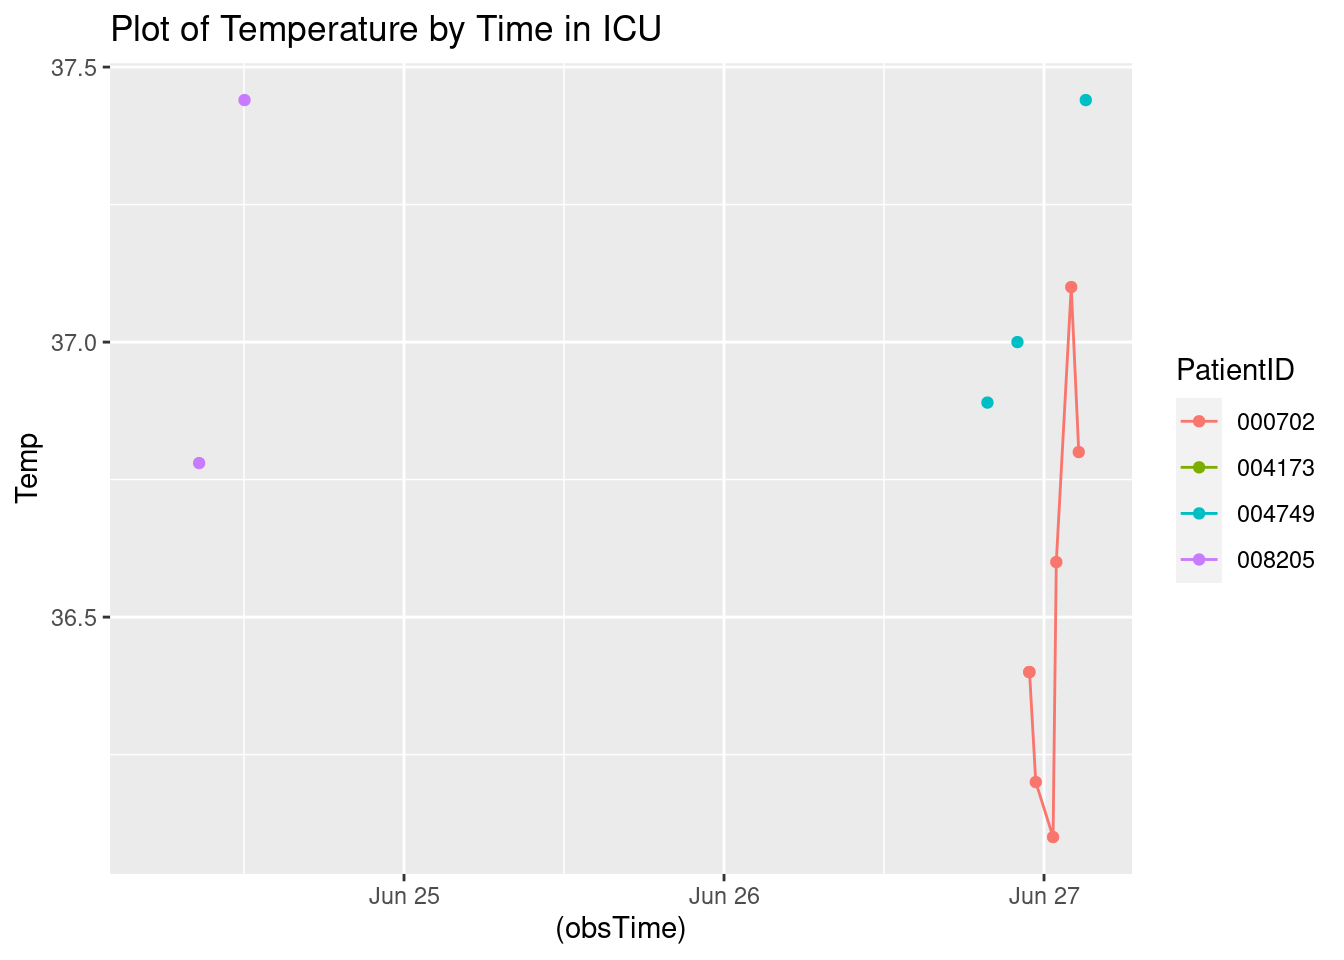 Plot of Temperature by Time in ICU
37.5
37.0
36.5
Temp
Jun 25
Jun 26
Jun 27
(obsTime)
PatientID
000702
004173
004749
008205